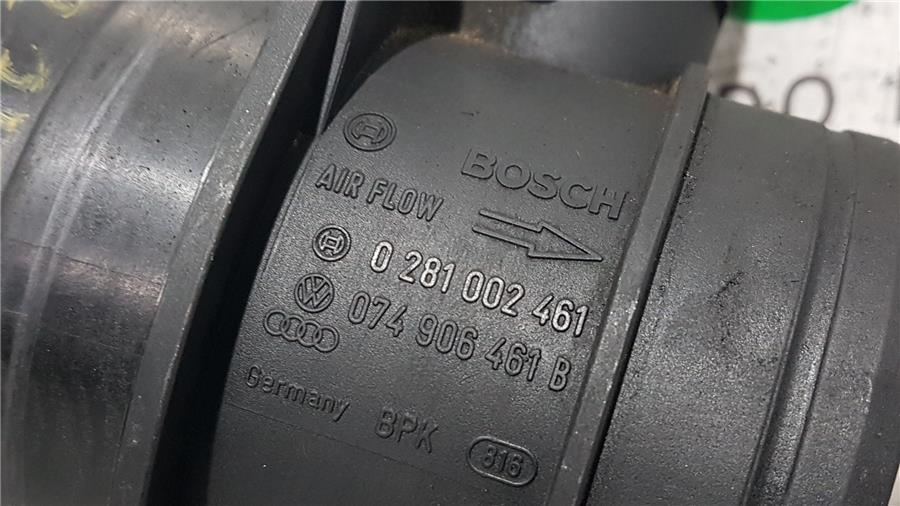 BOSCH
AIR FLOW
0 281 002 461
074 906 461 B
Germany BPK 816